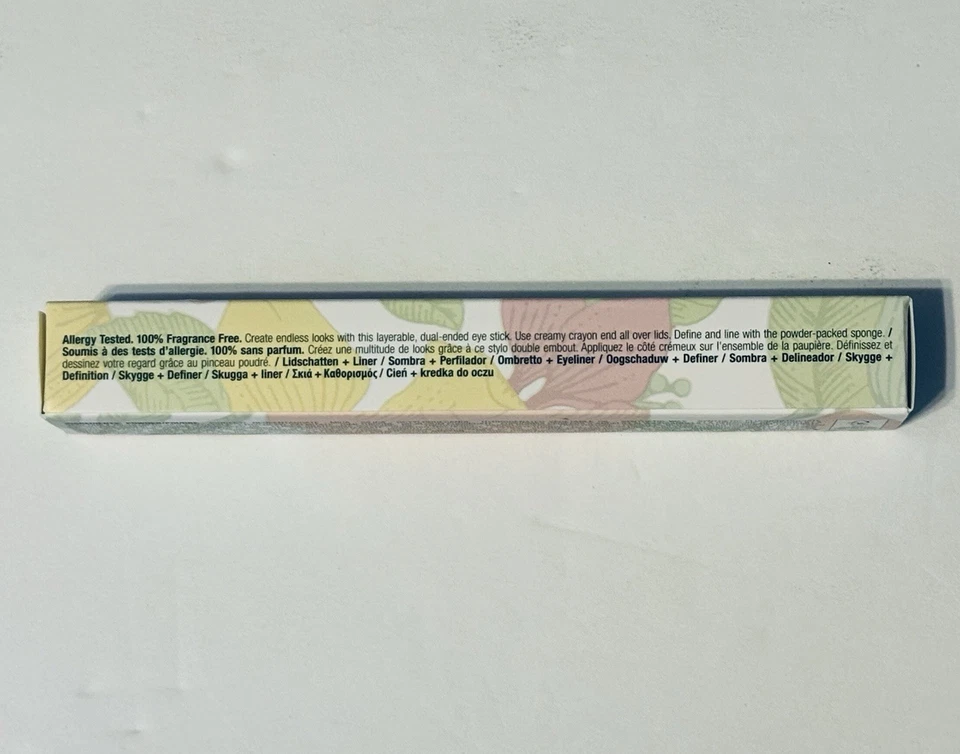 Allergy Tested. 100% Fragrance Free. Create endless looks with this layerable, dual-ended eye stick. Use creamy crayon end all over lids. Define and line with the powder-packed sponge. /
Soumis à des tests d'allergie. 100% sans parfum. Créez une multitude de looks grâce à ce stylo double embout. Appliquez le côté crémeux sur l'ensemble de la paupière. Définissez et
dessinez votre regard grâce au pinceau poudré. / Lidschatten + Liner / Sombra + Perfilador / Ombretto + Eyeliner / Oogschaduw + Definer / Sombra + Delineador / Skygge +
Definition / Skygge + Definer / Skugga + liner / Σκιά + Καθορισμός / Cień + kredka do oczu